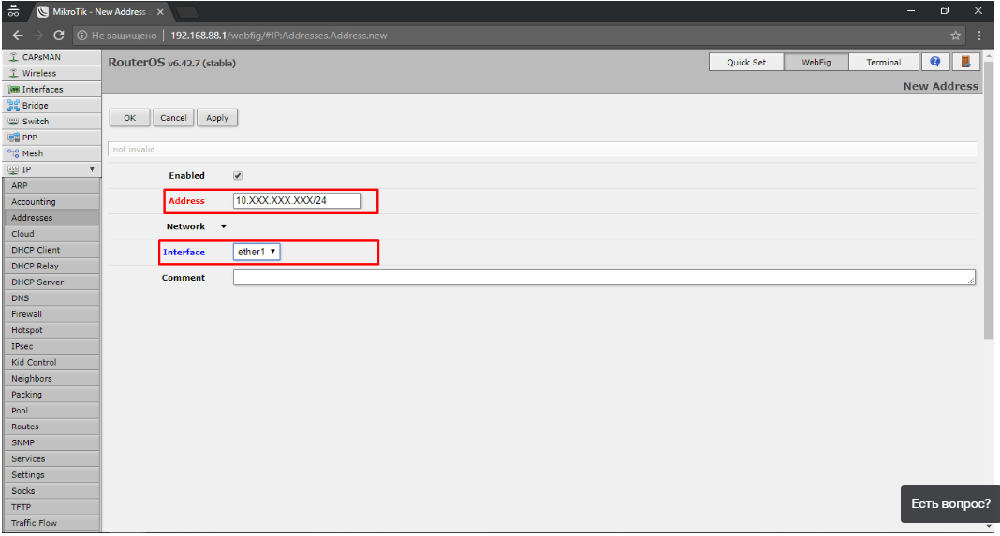 MikroTik - New Address
Не защищено | 192.168.88.1/webfig/#IP:Addresses.Address.new
CAPsMAN
Wireless
Interfaces
Bridge
Switch
PPP
Mesh
IP
ARP
Accounting
Addresses
Cloud
DHCP Client
DHCP Relay
DHCP Server
DNS
Firewall
Hotspot
IPsec
Kid Control
Neighbors
Packing
Pool
Routes
SNMP
Services
Settings
Socks
TFTP
Traffic Flow
RouterOS v6.42.7 (stable)
Quick Set
WebFig
Terminal
New Address
OK
Cancel
Apply
not invalid
Enabled
Address 10.XXX.XXX.XXX/24
Network
Interface ether1
Comment
Есть вопрос?